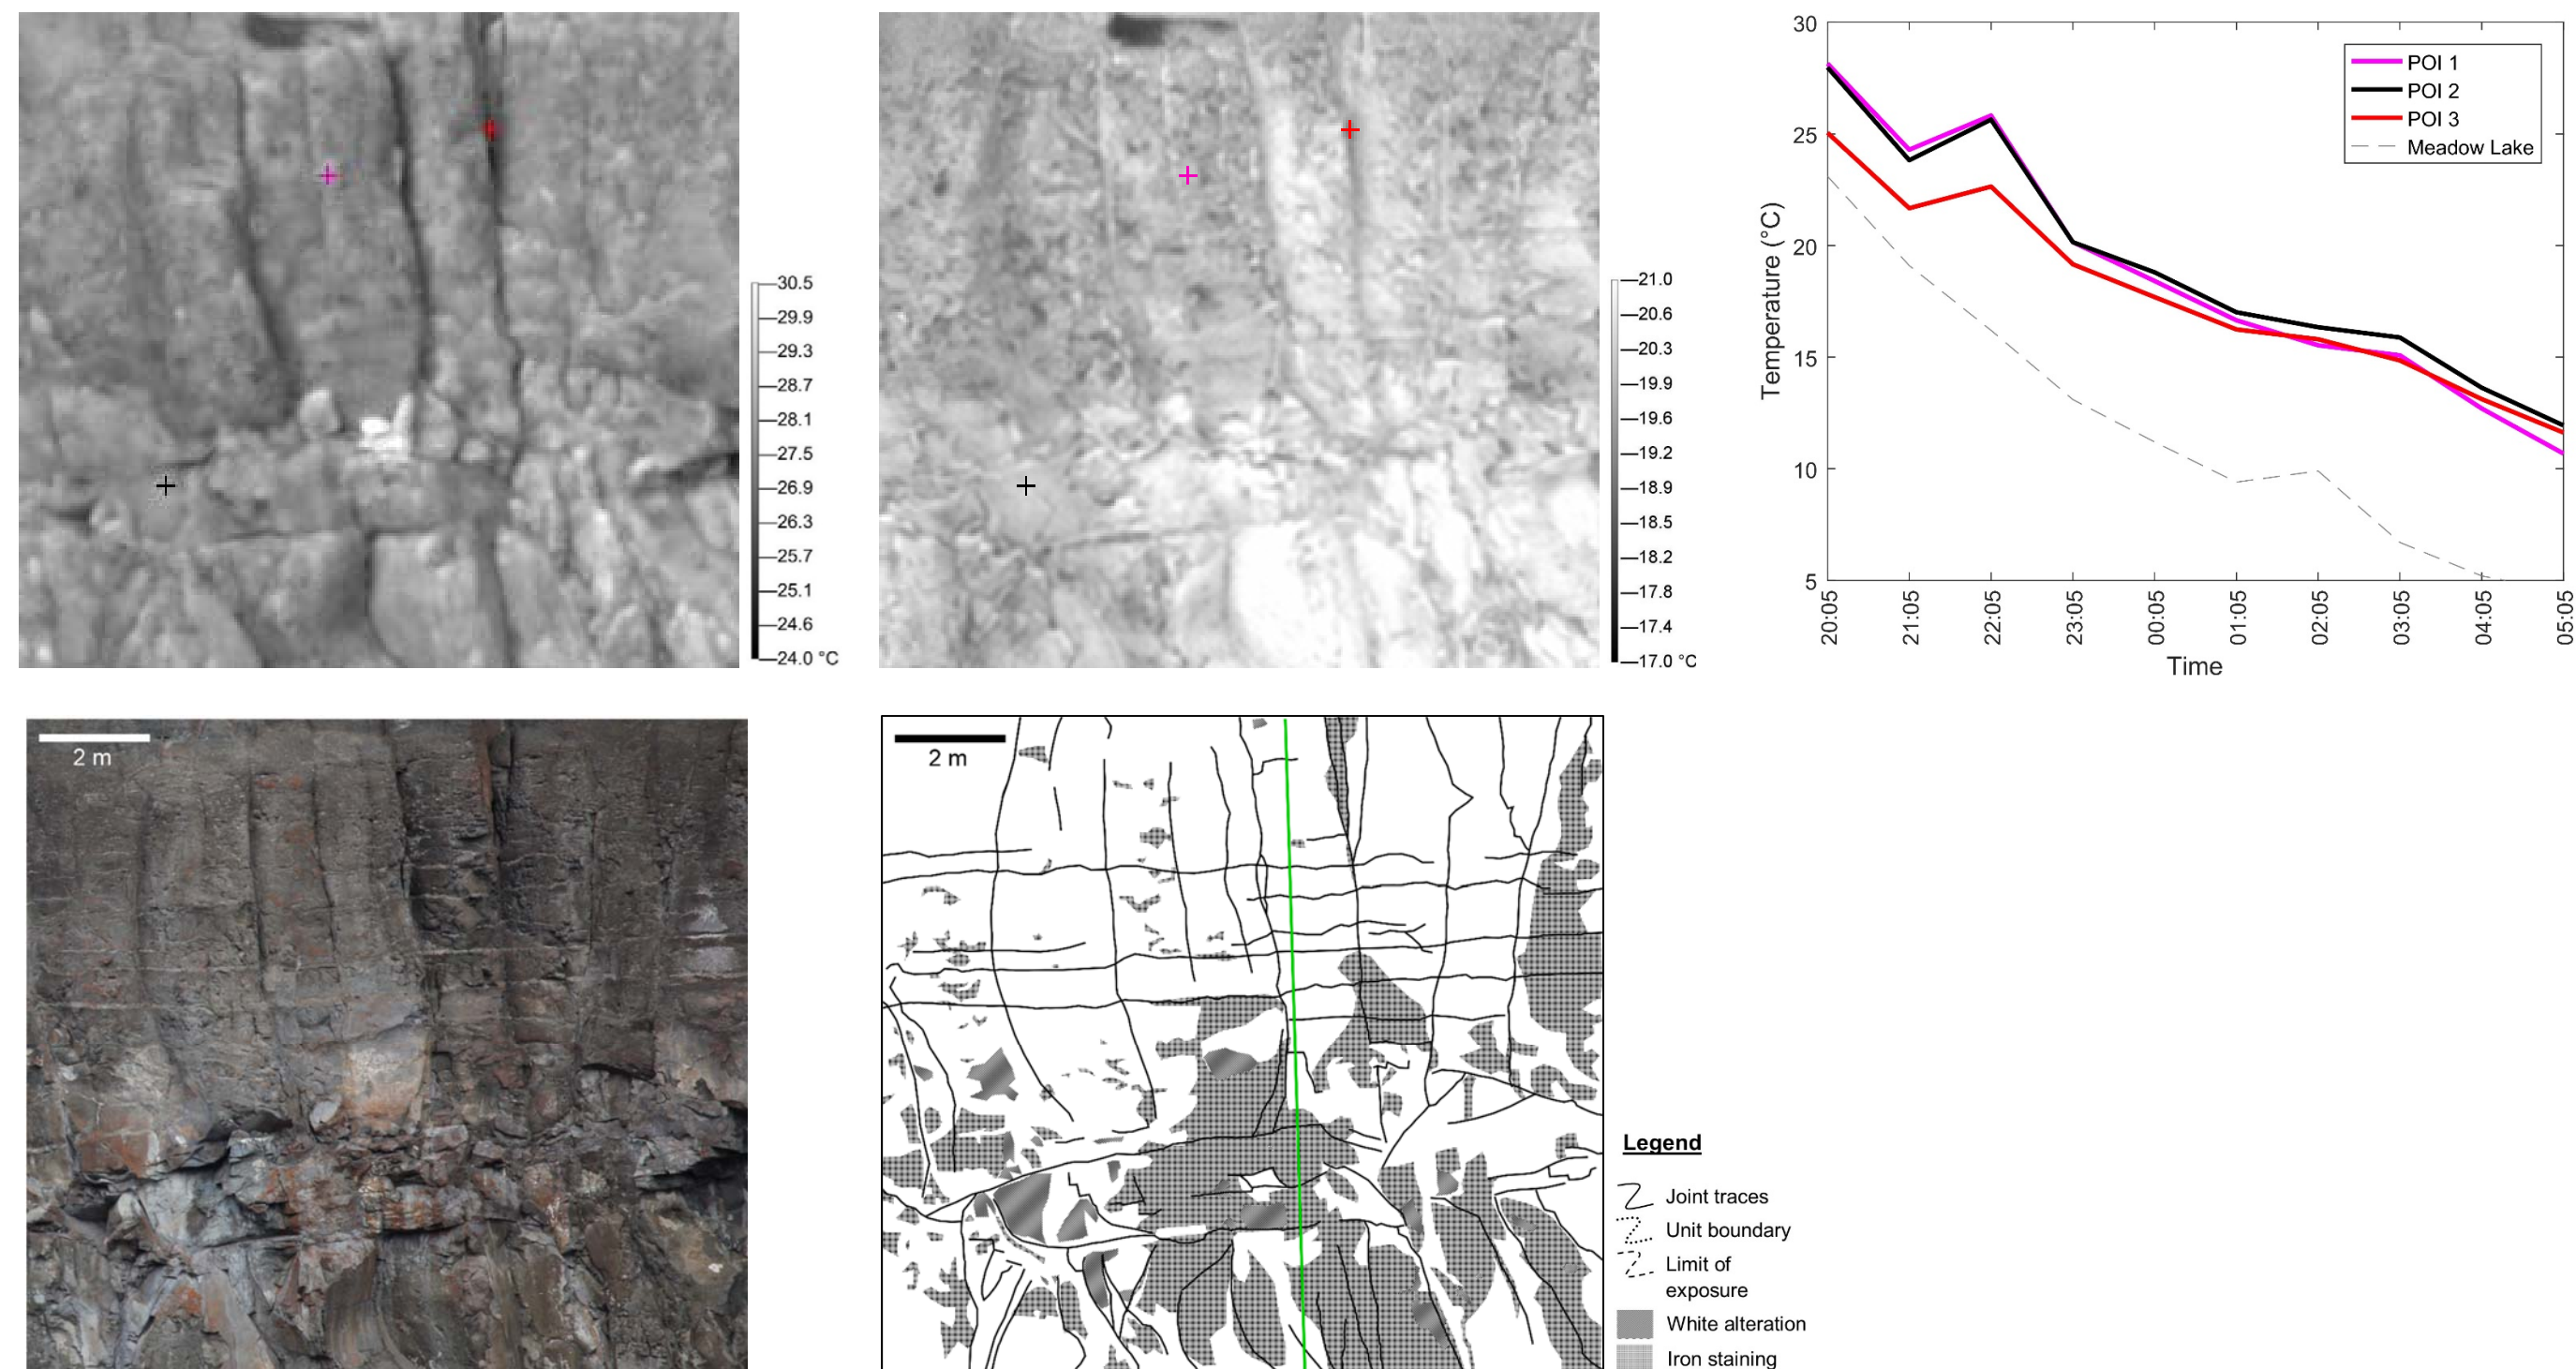 30.5
29.9
29.3
28.7
28.1
27.5
26.9
26.3
25.7
25.1
24.6
24.0 °C
21.0
20.6
20.3
19.9
19.6
19.2
18.9
18.5
18.2
17.8
17.4
17.0 °C
Temperature (°C)
30
25
20
15
10
5
POI 1
POI 2
POI 3
Meadow Lake
20:05
21:05
22:05
23:05
00:05
01:05
02:05
03:05
04:05
05:05
Time
2 m
2 m
Legend
Joint traces
Unit boundary
Limit of
exposure
White alteration
Iron staining